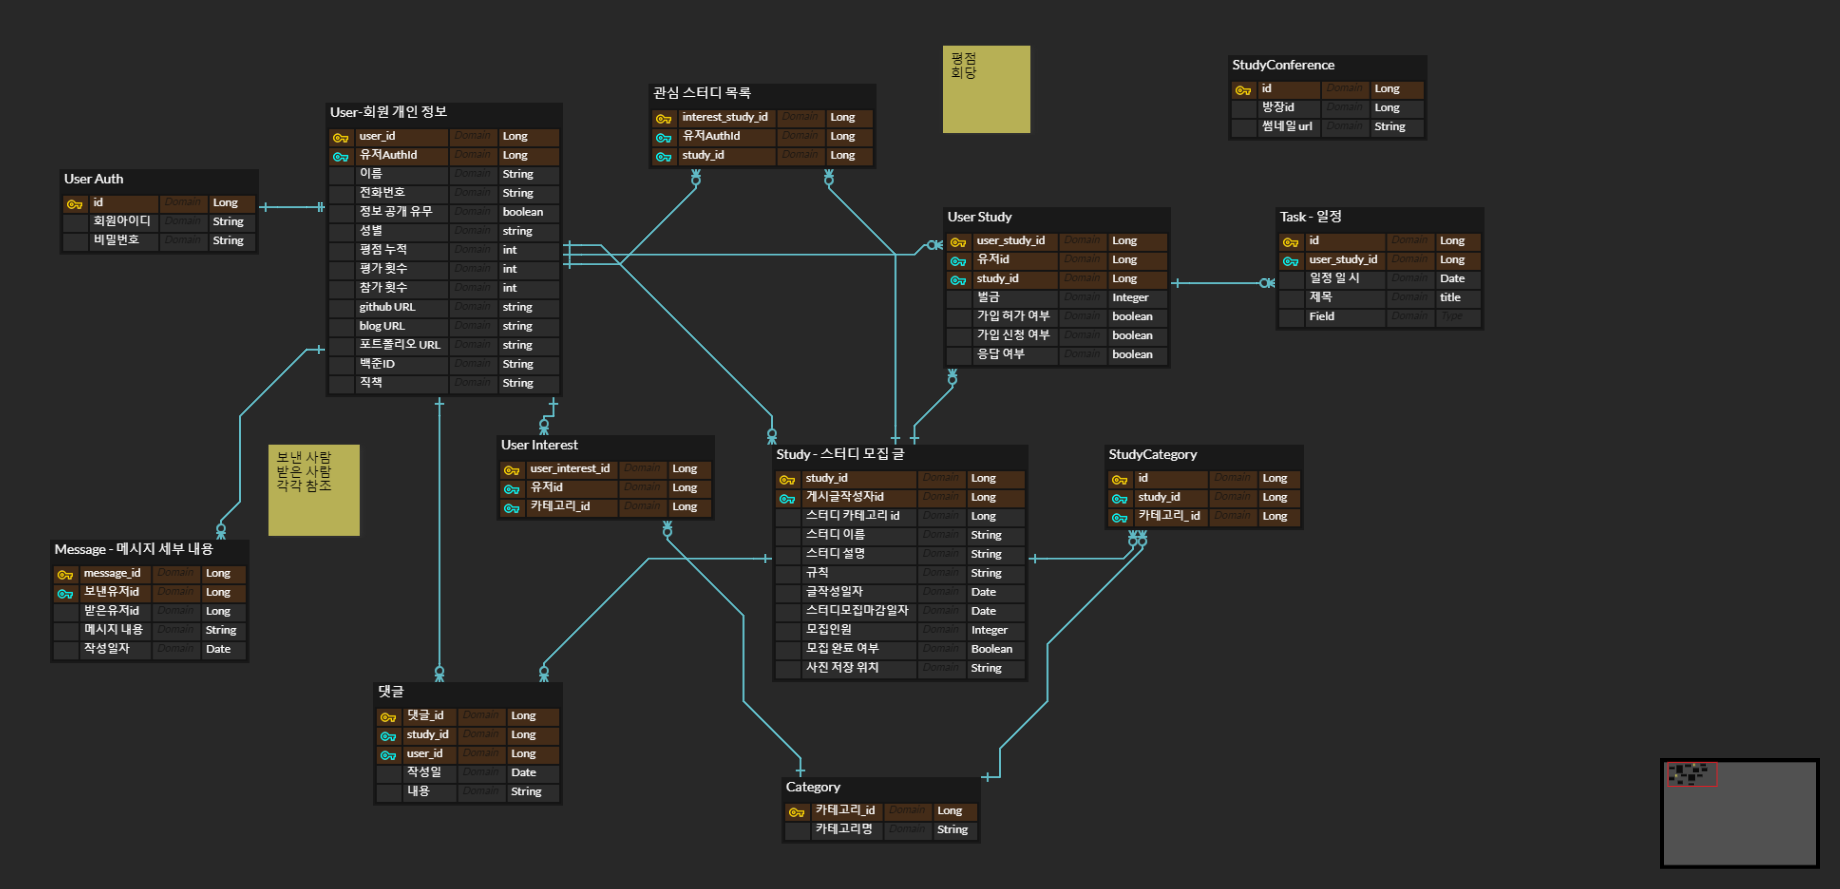 평점
회당
StudyConference
id Domain Long
방장id Domain Long
썸네일 url Domain String
관심 스터디 목록
interest_study_id Domain Long
유저AuthId Domain Long
study_id Domain Long
User-회원 개인 정보
user_id Domain Long
유저AuthId Domain Long
이름 Domain String
전화번호 Domain String
정보 공개 유무 Domain boolean
성별 Domain string
평점 누적 Domain int
평가 횟수 Domain int
참가 횟수 Domain int
github URL Domain string
blog URL Domain string
포트폴리오 URL Domain string
백준ID Domain String
직책 Domain String
User Auth
id Domain Long
회원아이디 Domain String
비밀번호 Domain String
User Study
user_study_id Domain Long
유저id Domain Long
study_id Domain Long
벌금 Domain Integer
가입 허가 여부 Domain boolean
가입 신청 여부 Domain boolean
응답 여부 Domain boolean
Task - 일정
id Domain Long
user_study_id Domain Long
일정 일 시 Domain Date
제목 Domain title
Field Domain Type
보낸 사람
받은 사람
각각 참조
User Interest
user_interest_id Domain Long
유저id Domain Long
카테고리_id Domain Long
Study - 스터디 모집 글
study_id Domain Long
게시글작성자id Domain Long
스터디 카테고리 id Domain Long
스터디 이름 Domain String
스터디 설명 Domain String
규칙 Domain String
글작성일자 Domain Date
스터디모집마감일자 Domain Date
모집인원 Domain Integer
모집 완료 여부 Domain Boolean
사진 저장 위치 Domain String
StudyCategory
id Domain Long
study_id Domain Long
카테고리_ id Domain Long
Message - 메시지 세부 내용
message_id Domain Long
보낸유저id Domain Long
받은유저id Domain Long
메시지 내용 Domain String
작성일자 Domain Date
댓글
댓글_id Domain Long
study_id Domain Long
user_id Domain Long
작성일 Domain Date
내용 Domain String
Category
카테고리_id Domain Long
카테고리명 Domain String